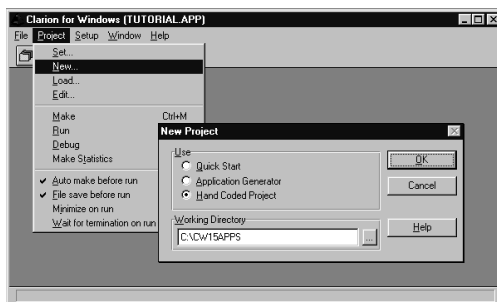 Clarion for Windows (TUTORIAL.APP)
File Project Setup Window Help
Set...
New...
Load...
Edit...
Make Ctrl+M
Run
Debug
Make Statistics
Auto make before run
File save before run
Minimize on run
Wait for termination on run
New Project
Use
Quick Start
Application Generator
Hand Coded Project
Working Directory
C:\CW15APPS
...
OK
Cancel
Help